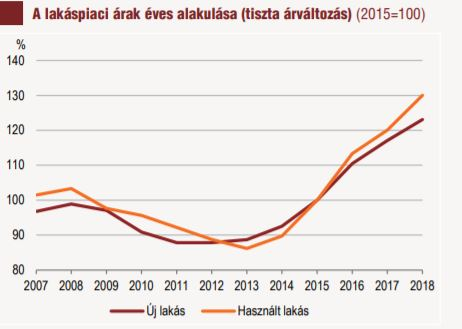 A lakáspiaci árak éves alakulása (tiszta árváltozás) (2015=100)
%
140
130
120
110
100
90
80
2007 2008 2009 2010 2011 2012 2013 2014 2015 2016 2017 2018
Új lakás Használt lakás